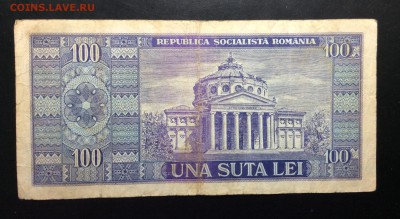 COINS.LAVE.RU
REPUBLICA SOCIALISTĂ ROMÂNIA
100
100
100
100
UNA SUTA LEI